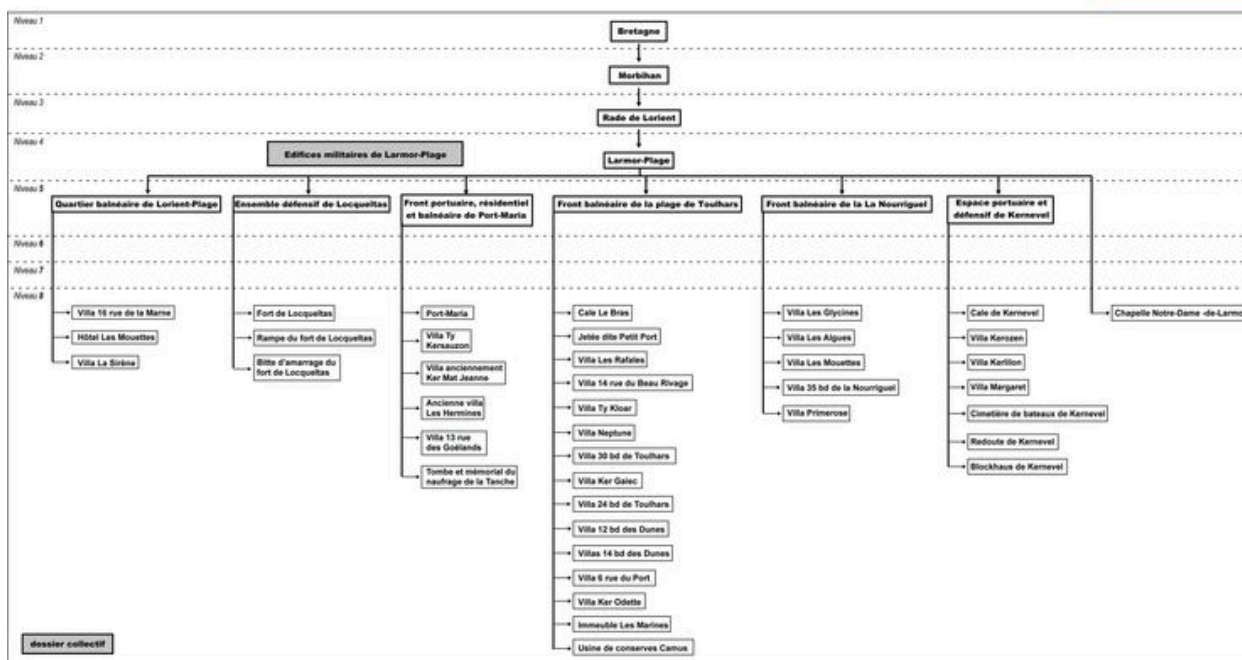 Niveau 1
Bretagne
Niveau 2
Morbihan
Niveau 3
Rade de Lorient
Niveau 4
Edifices militaires de Larmor-Plage
Larmor-Plage
Niveau 5
Quartier balnéaire de Lorient-Plage
Ensemble défensif de Locqueltas
Front portuaire, résidentiel
et balnéaire de Port-Maria
Front balnéaire de la plage de Toulhars
Front balnéaire de la La Nourriguel
Espace portuaire et
défensif de Kernevel
Niveau 6
Niveau 7
Niveau 8
Villa 16 rue de la Marne
Hôtel Les Mouettes
Villa La Sirène
Fort de Locqueltas
Rampe du fort de Locqueltas
Bitte d'amarrage du
fort de Locqueltas
Port-Maria
Villa Ty
Kersauzon
Villa anciennement
Ker Mat Jeanne
Ancienne villa
Les Hermines
Villa 13 rue
des Goëlands
Tombe et mémorial du
naufrage de la Tanche
Cale Le Bras
Jetée dite Petit Port
Villa Les Rafales
Villa 14 rue du Beau Rivage
Villa Ty Kloar
Villa Neptune
Villa 30 bd de Toulhars
Villa Ker Gaiec
Villa 24 bd de Toulhars
Villa 12 bd des Dunes
Villas 14 bd des Dunes
Villa 6 rue du Port
Villa Ker Odette
Immeuble Les Marines
Usine de conserves Camus
Villa Les Glycines
Villa Les Algues
Villa Les Mouettes
Villa 35 bd de la Nourriguel
Villa Primerose
Cale de Kernevel
Villa Kerozen
Villa Kerlilon
Villa Margaret
Cimetière de bateaux de Kernevel
Redoute de Kernevel
Blockhaus de Kernevel
Chapelle Notre-Dame -de-Larmo
dossier collectif